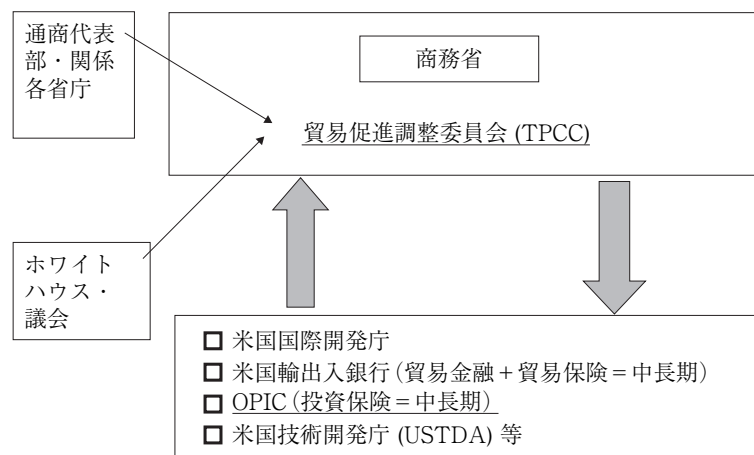 通商代表
部・関係
各省庁
商務省
貿易促進調整委員会 (TPCC)
ホワイト
ハウス・
議会
□ 米国国際開発庁
□ 米国輸出入銀行(貿易金融+貿易保険=中長期)
□ OPIC(投資保険=中長期)
□ 米国技術開発庁 (USTDA) 等